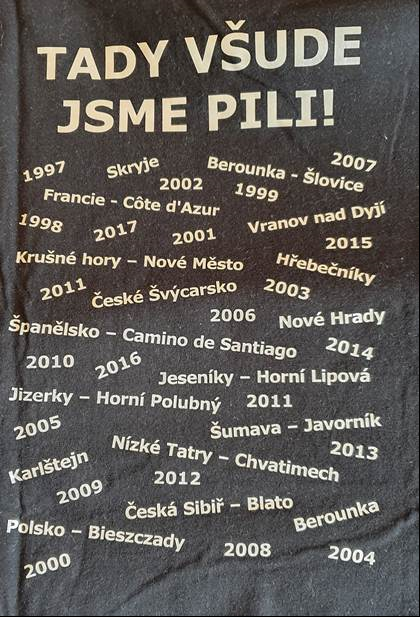 TADY VŠUDE
JSME PILI!
1997 Skryje Berounka - Šlovice 2007
2002 1999
Francie - Côte d'Azur
1998 2017 2001 Vranov nad Dyjí
2015
Krušné hory – Nové Město Hřebečníky
2011 České Švýcarsko 2003
2006 Nové Hrady
Španělsko – Camino de Santiago 2014
2010 2016 Jeseníky – Horní Lipová
Jizerky – Horní Polubný 2011
2005 Šumava – Javorník
Nízké Tatry – Chvatimech 2013
Karlštejn 2012
2009 Česká Sibiř – Blato Berounka
Polsko – Bieszczady
2000 2008 2004